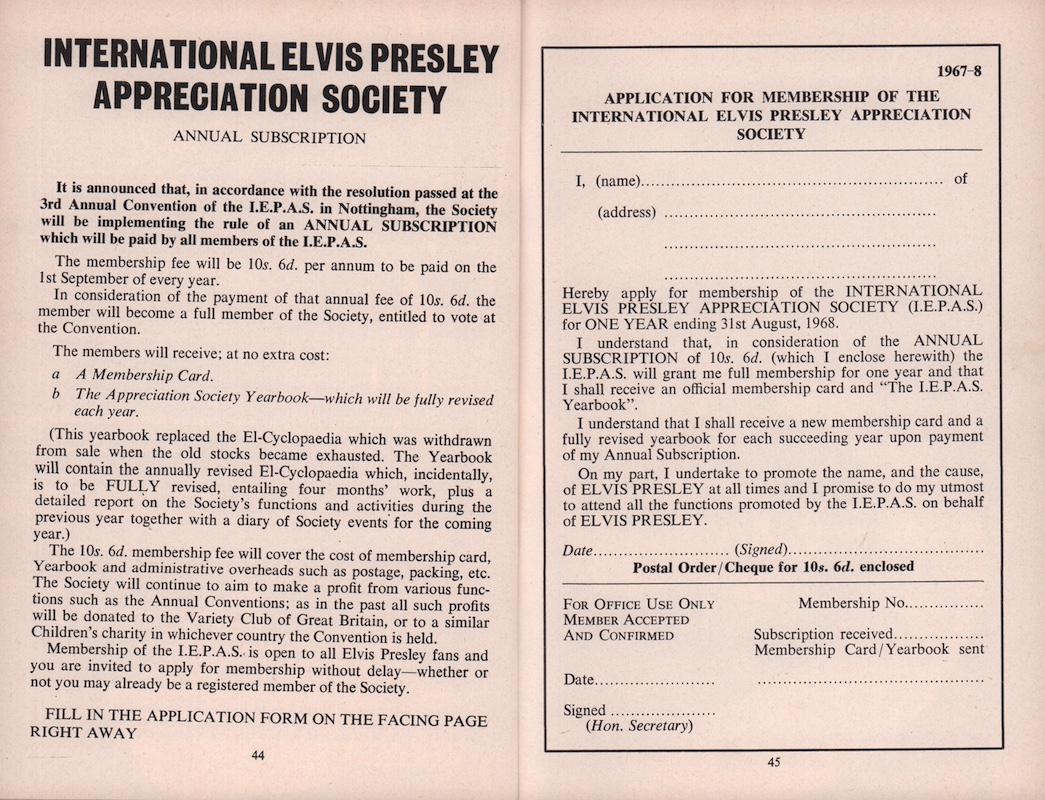 INTERNATIONAL ELVIS PRESLEY
APPRECIATION SOCIETY
ANNUAL SUBSCRIPTION
It is announced that, in accordance with the resolution passed at the
3rd Annual Convention of the I.E.P.A.S. in Nottingham, the Society
will be implementing the rule of an ANNUAL SUBSCRIPTION
which will be paid by all members of the I.E.P.A.S.
The membership fee will be 10s. 6d. per annum to be paid on the
1st September of every year.
In consideration of the payment of that annual fee of 10s. 6d. the
member will become a full member of the Society, entitled to vote at
the Convention.
The members will receive; at no extra cost:
a A Membership Card.
b The Appreciation Society Yearbook—which will be fully revised
each year.
(This yearbook replaced the El-Cyclopaedia which was withdrawn
from sale when the old stocks became exhausted. The Yearbook
will contain the annually revised El-Cyclopaedia which, incidentally,
is to be FULLY revised, entailing four months' work, plus a
detailed report on the Society's functions and activities during the
previous year together with a diary of Society events for the coming
year.)
The 10s. 6d. membership fee will cover the cost of membership card,
Yearbook and administrative overheads such as postage, packing, etc.
The Society will continue to aim to make a profit from various func-
tions such as the Annual Conventions; as in the past all such profits
will be donated to the Variety Club of Great Britain, or to a similar
Children's charity in whichever country the Convention is held.
Membership of the I.E.P.A.S. is open to all Elvis Presley fans and
you are invited to apply for membership without delay—whether or
not you may already be a registered member of the Society.
FILL IN THE APPLICATION FORM ON THE FACING PAGE
RIGHT AWAY
44
1967-8
APPLICATION FOR MEMBERSHIP OF THE
INTERNATIONAL ELVIS PRESLEY APPRECIATION
SOCIETY
I, (name).................................................. of
(address) ..................................................
..................................................
..................................................
Hereby apply for membership of the INTERNATIONAL
ELVIS PRESLEY APPRECIATION SOCIETY (I.E.P.A.S.)
for ONE YEAR ending 31st August, 1968.
I understand that, in consideration of the ANNUAL
SUBSCRIPTION of 10s. 6d. (which I enclose herewith) the
I.E.P.A.S. will grant me full membership for one year and that
I shall receive an official membership card and "The I.E.P.A.S.
Yearbook".
I understand that I shall receive a new membership card and a
fully revised yearbook for each succeeding year upon payment
of my Annual Subscription.
On my part, I undertake to promote the name, and the cause,
of ELVIS PRESLEY at all times and I promise to do my utmost
to attend all the functions promoted by the I.E.P.A.S. on behalf
of ELVIS PRESLEY.
Date......................... (Signed)....................................
Postal Order/Cheque for 10s. 6d. enclosed
FOR OFFICE USE ONLY Membership No...............
MEMBER ACCEPTED
AND CONFIRMED Subscription received.................
Membership Card/Yearbook sent
Date...................... ..........................................
Signed ...................
(Hon. Secretary)
45